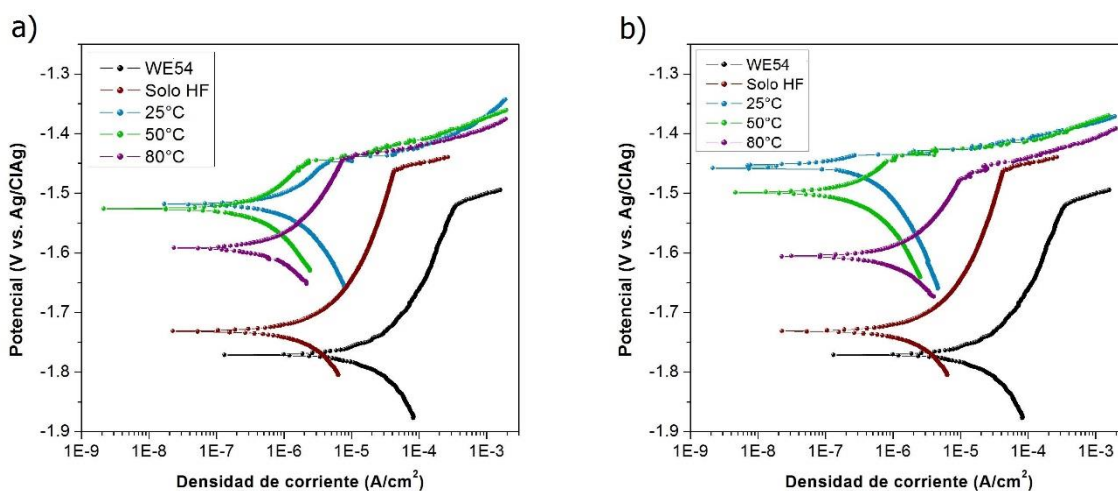 a)
WE54
Solo HF
25°C
50°C
80°C
-1.3
-1.4
-1.5
-1.6
-1.7
-1.8
-1.9
Potencial (V vs. Ag/ClAg)
1E-9 1E-8 1E-7 1E-6 1E-5 1E-4 1E-3
Densidad de corriente (A/cm²)
b)
WE54
Solo HF
25°C
50°C
80°C
-1.3
-1.4
-1.5
-1.6
-1.7
-1.8
-1.9
Potencial (V vs. Ag/ClAg)
1E-9 1E-8 1E-7 1E-6 1E-5 1E-4 1E-3
Densidad de corriente (A/cm²)